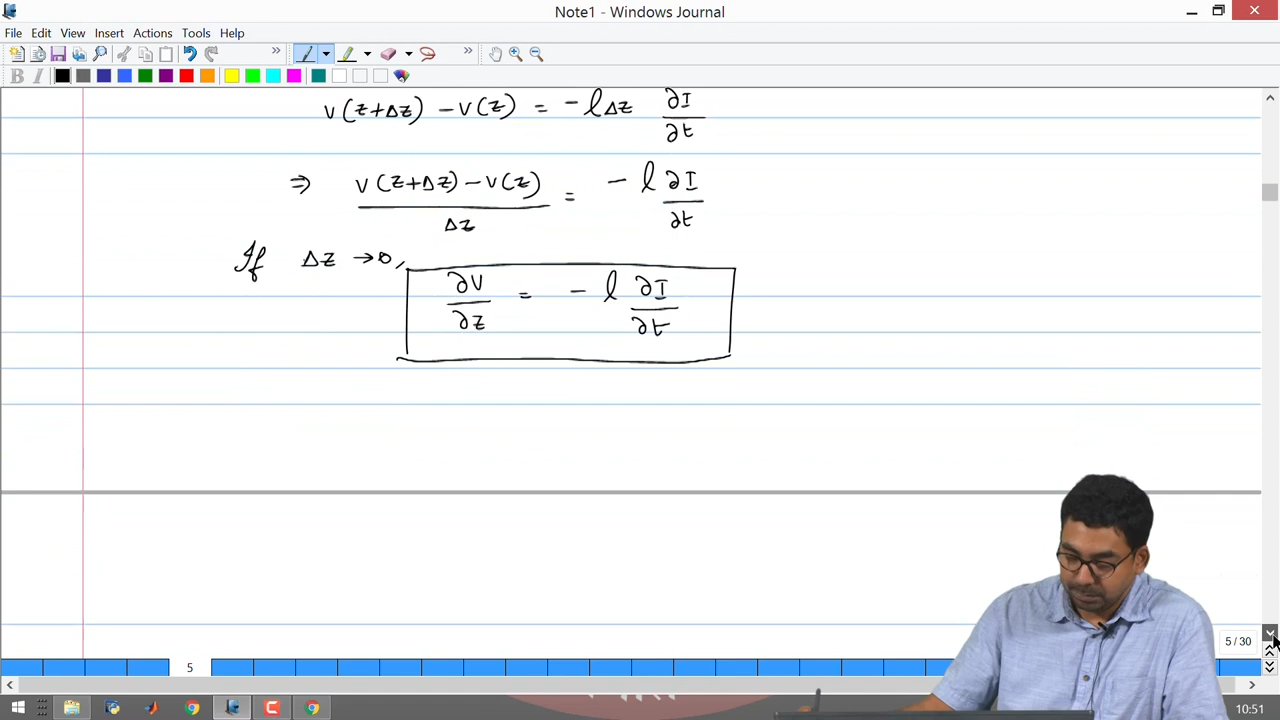 Note1 - Windows Journal
File Edit View Insert Actions Tools Help
B I
V(Z+ΔZ) - V(Z) = - lΔZ ∂I/∂t
⇒ V(Z+ΔZ) - V(Z)/ΔZ = - l ∂I/∂t
If ΔZ → 0,
∂V/∂Z = - l ∂I/∂t
5 / 30
5
10:51